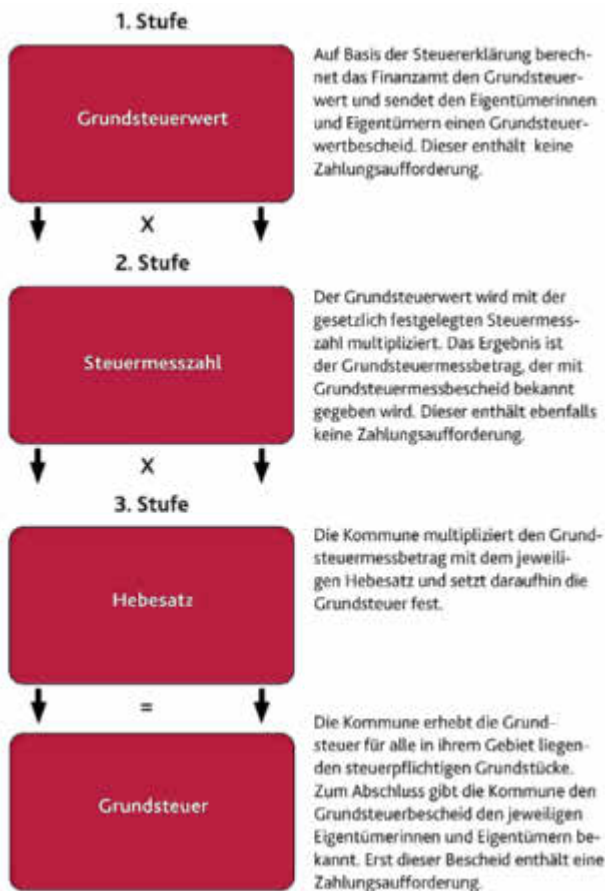 1. Stufe
Grundsteuerwert
Auf Basis der Steuererklärung berech-
net das Finanzamt den Grundsteuer-
wert und sendet den Eigentümerinnen
und Eigentümern einen Grundsteuer-
wertbescheid. Dieser enthält keine
Zahlungsaufforderung.
X
2. Stufe
Steuermesszahl
Der Grundsteuerwert wird mit der
gesetzlich festgelegten Steuermess-
zahl multipliziert. Das Ergebnis ist
der Grundsteuermessbetrag, der mit
Grundsteuermessbescheid bekannt
gegeben wird. Dieser enthält ebenfalls
keine Zahlungsaufforderung.
X
3. Stufe
Hebesatz
Die Kommune multipliziert den Grund-
steuermessbetrag mit dem jeweili-
gen Hebesatz und setzt daraufhin die
Grundsteuer fest.
=
Grundsteuer
Die Kommune erhebt die Grund-
steuer für alle in ihrem Gebiet liegen-
den steuerpflichtigen Grundstücke.
Zum Abschluss gibt die Kommune den
Grundsteuerbescheid den jeweiligen
Eigentümerinnen und Eigentümern be-
kannt. Erst dieser Bescheid enthält eine
Zahlungsaufforderung.